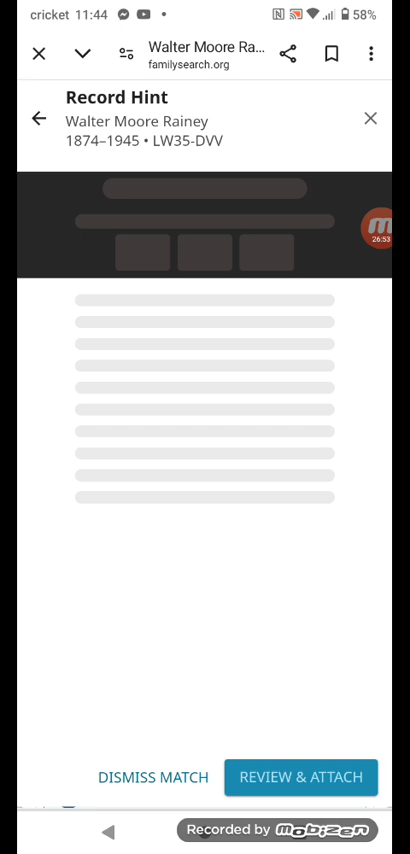 cricket 11:44 58%
Walter Moore Ra...
familysearch.org
Record Hint
Walter Moore Rainey
1874–1945 • LW35-DVV
26:53
DISMISS MATCH REVIEW & ATTACH
Recorded by mobizen